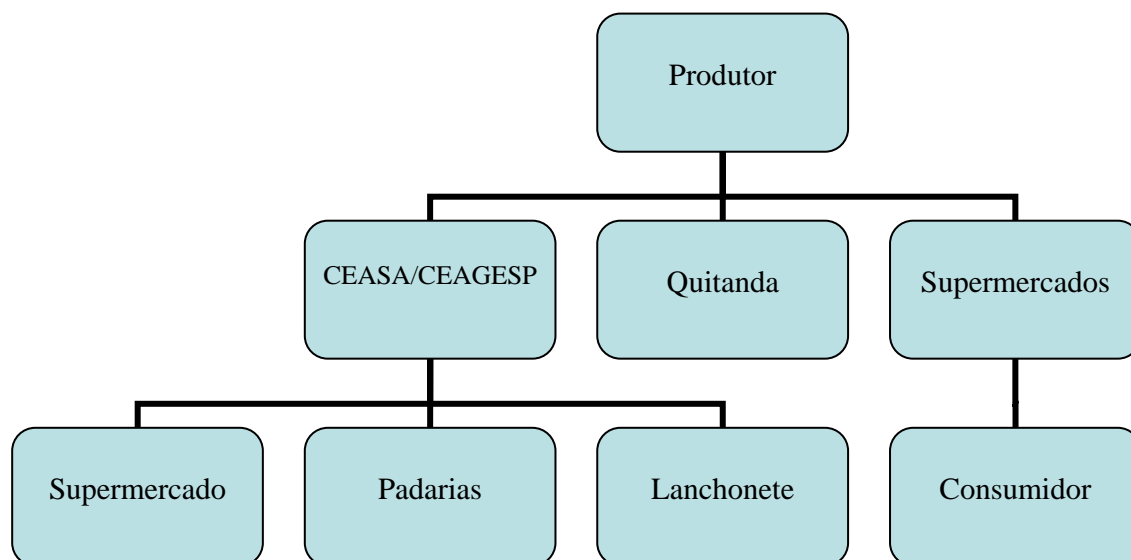 Produtor
CEASA/CEAGESP
Quitanda
Supermercados
Supermercado
Padarias
Lanchonete
Consumidor